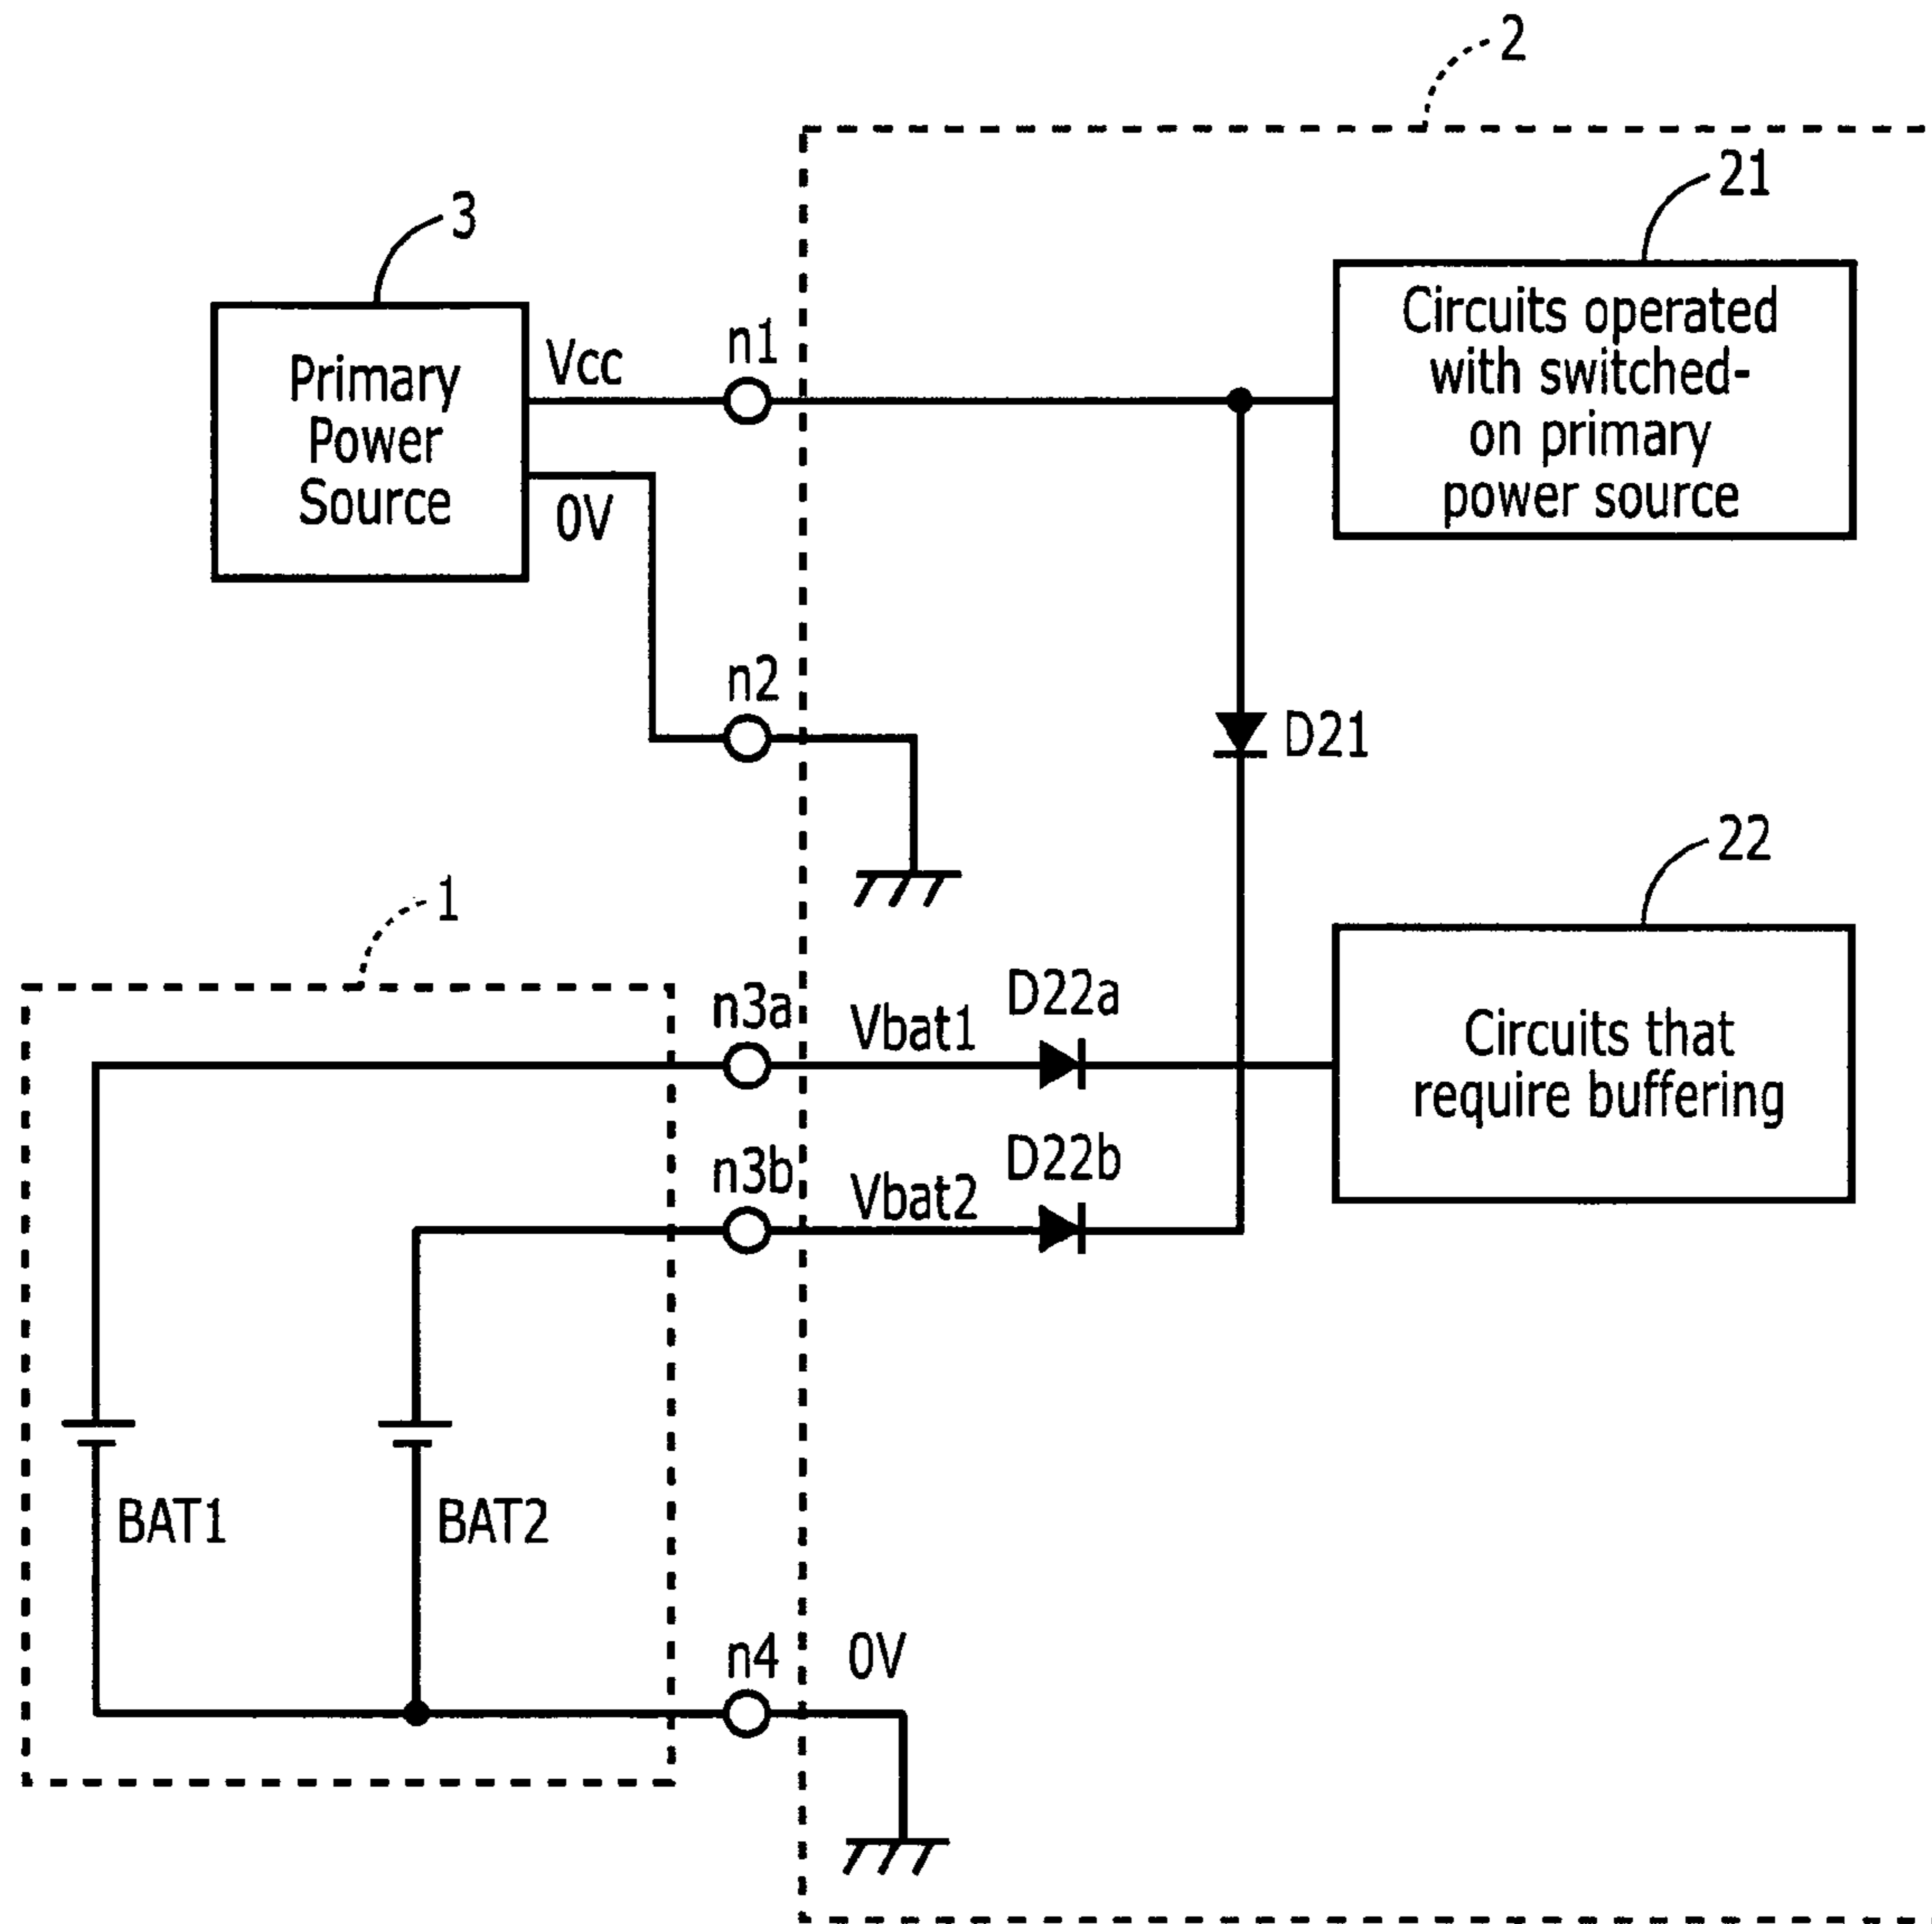 2
21
3
Circuits operated
with switched-
on primary
power source
n1
Vcc
Primary
Power
Source
0V
n2
D21
22
1
n3a
Vbat1
D22a
Circuits that
require buffering
n3b
Vbat2
D22b
BAT1
BAT2
n4
0V